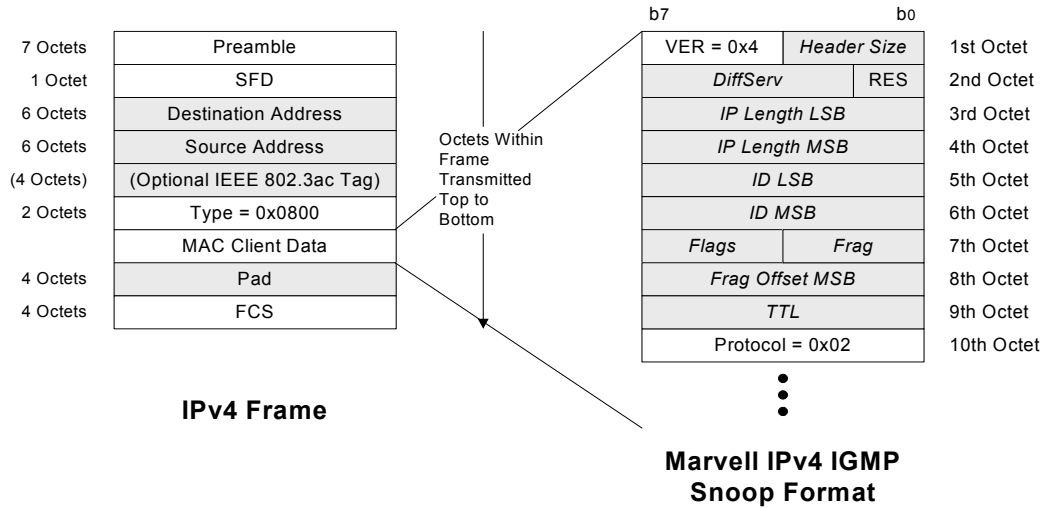 b7 b0
7 Octets Preamble VER = 0x4 Header Size 1st Octet
1 Octet SFD DiffServ RES 2nd Octet
6 Octets Destination Address IP Length LSB 3rd Octet
6 Octets Source Address IP Length MSB 4th Octet
(4 Octets) (Optional IEEE 802.3ac Tag) ID LSB 5th Octet
2 Octets Type = 0x0800 ID MSB 6th Octet
MAC Client Data Flags Frag 7th Octet
4 Octets Pad Frag Offset MSB 8th Octet
4 Octets FCS TTL 9th Octet
Protocol = 0x02 10th Octet
Octets Within
Frame
Transmitted
Top to
Bottom
IPv4 Frame
Marvell IPv4 IGMP
Snoop Format